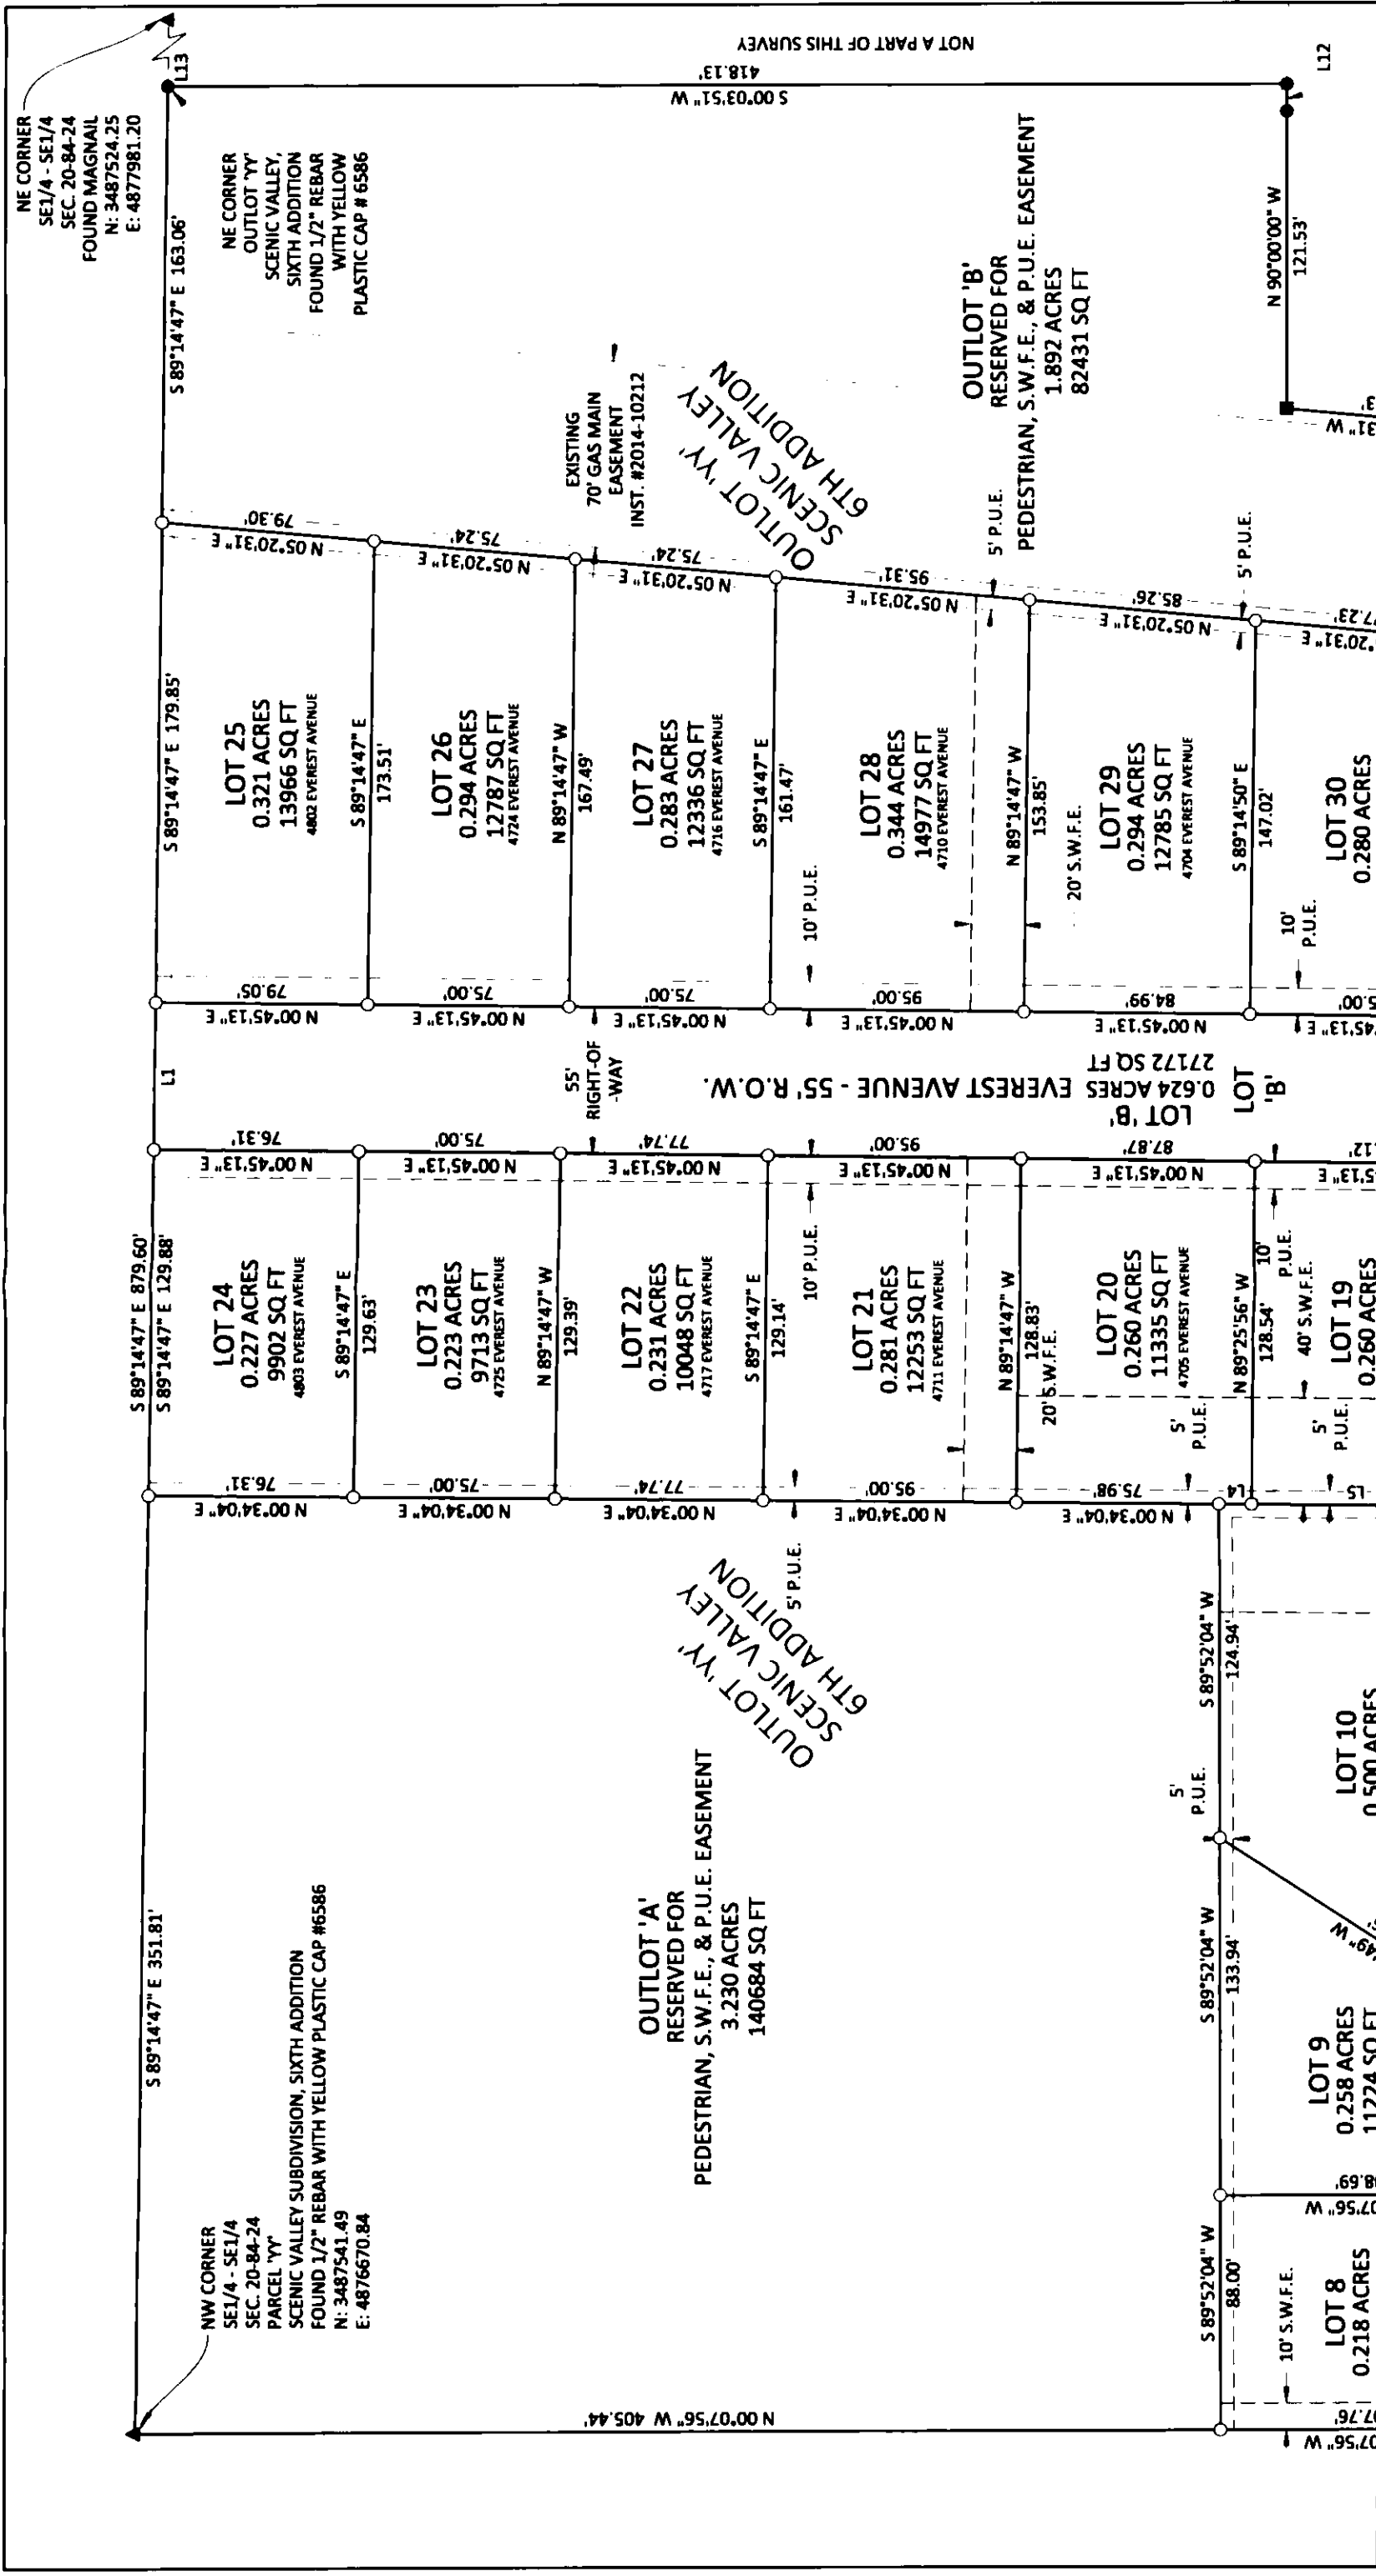 NW CORNER
SE1/4 - SE1/4
SEC. 20-84-24
PARCEL 'YY'
SCENIC VALLEY SUBDIVISION, SIXTH ADDITION
FOUND 1/2" REBAR WITH YELLOW PLASTIC CAP #6586
N: 3487541.49
E: 4876670.84
S 89°14'47" E 351.81'
S 89°14'47" E 879.60'
S 89°14'47" E 129.88'
L1
S 89°14'47" E 179.85'
S 89°14'47" E 163.06'
NE CORNER
SE1/4 - SE1/4
SEC. 20-84-24
FOUND MAGNAIL
N: 3487524.25
E: 4877981.20
L13
NE CORNER
OUTLOT 'YY'
SCENIC VALLEY,
SIXTH ADDITION
FOUND 1/2" REBAR
WITH YELLOW
PLASTIC CAP # 6586
N 00°07'56" W 405.44'
OUTLOT 'A'
RESERVED FOR
PEDESTRIAN, S.W.F.E., & P.U.E. EASEMENT
3.230 ACRES
140684 SQ FT
OUTLOT 'YY'
SCENIC VALLEY
6TH ADDITION
5' P.U.E.
N 00°34'04" E
76.31'
LOT 24
0.227 ACRES
9902 SQ FT
4803 EVEREST AVENUE
N 00°45'13" E
76.31'
S 89°14'47" E
129.63'
N 00°34'04" E
75.00'
LOT 23
0.223 ACRES
9713 SQ FT
4725 EVEREST AVENUE
N 00°45'13" E
75.00'
N 89°14'47" W
129.39'
N 00°34'04" E
77.74'
LOT 22
0.231 ACRES
10048 SQ FT
4717 EVEREST AVENUE
N 00°45'13" E
77.74'
S 89°14'47" E
129.14'
10' P.U.E.
N 00°34'04" E
95.00'
LOT 21
0.281 ACRES
12253 SQ FT
4711 EVEREST AVENUE
N 00°45'13" E
95.00'
N 89°14'47" W
128.83'
20' S.W.F.E.
N 00°34'04" E
75.98'
LOT 20
0.260 ACRES
11335 SQ FT
4705 EVEREST AVENUE
N 00°45'13" E
87.87'
5'
P.U.E.
L4
N 89°25'56" W
128.54'
10'
P.U.E.
40' S.W.F.E.
LOT 19
0.260 ACRES
5'
P.U.E.
L5
55'
RIGHT-OF
-WAY
EVEREST AVENUE - 55' R.O.W.
LOT 'B'
0.624 ACRES
27172 SQ FT
LOT
'B'
N 00°45'13" E
79.05'
LOT 25
0.321 ACRES
13966 SQ FT
4802 EVEREST AVENUE
N 05°20'31" E
79.30'
S 89°14'47" E
173.51'
N 00°45'13" E
75.00'
LOT 26
0.294 ACRES
12787 SQ FT
4724 EVEREST AVENUE
N 05°20'31" E
75.24'
N 89°14'47" W
167.49'
N 00°45'13" E
75.00'
LOT 27
0.283 ACRES
12336 SQ FT
4716 EVEREST AVENUE
N 05°20'31" E
75.24'
S 89°14'47" E
161.47'
10' P.U.E.
N 00°45'13" E
95.00'
LOT 28
0.344 ACRES
14977 SQ FT
4710 EVEREST AVENUE
N 05°20'31" E
95.31'
N 89°14'47" W
153.85'
20' S.W.F.E.
5' P.U.E.
N 00°45'13" E
84.99'
LOT 29
0.294 ACRES
12785 SQ FT
4704 EVEREST AVENUE
N 05°20'31" E
85.26'
S 89°14'50" E
147.02'
5' P.U.E.
10'
P.U.E.
LOT 30
0.280 ACRES
45'13" E
5.00'
20'31" E
7.23'
EXISTING
70' GAS MAIN
EASEMENT
INST. #2014-10212
OUTLOT 'YY'
SCENIC VALLEY
6TH ADDITION
OUTLOT 'B'
RESERVED FOR
PEDESTRIAN, S.W.F.E., & P.U.E. EASEMENT
1.892 ACRES
82431 SQ FT
S 00°03'51" W
418.13'
NOT A PART OF THIS SURVEY
N 90°00'00" W
121.53'
L12
31" W
S 89°52'04" W
88.00'
S 89°52'04" W
133.94'
S 89°52'04" W
124.94'
5'
P.U.E.
10' S.W.F.E.
LOT 8
0.218 ACRES
07'56" W
07.76'
07'56" W
8.69'
LOT 9
0.258 ACRES
11224 SQ FT
'49" W
LOT 10
0.500 ACRES